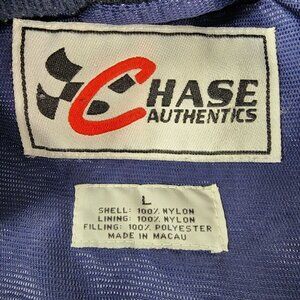 CHASE
AUTHENTICS
L
SHELL: 100% NYLON
LINING: 100% NYLON
FILLING: 100% POLYESTER
MADE IN MACAU